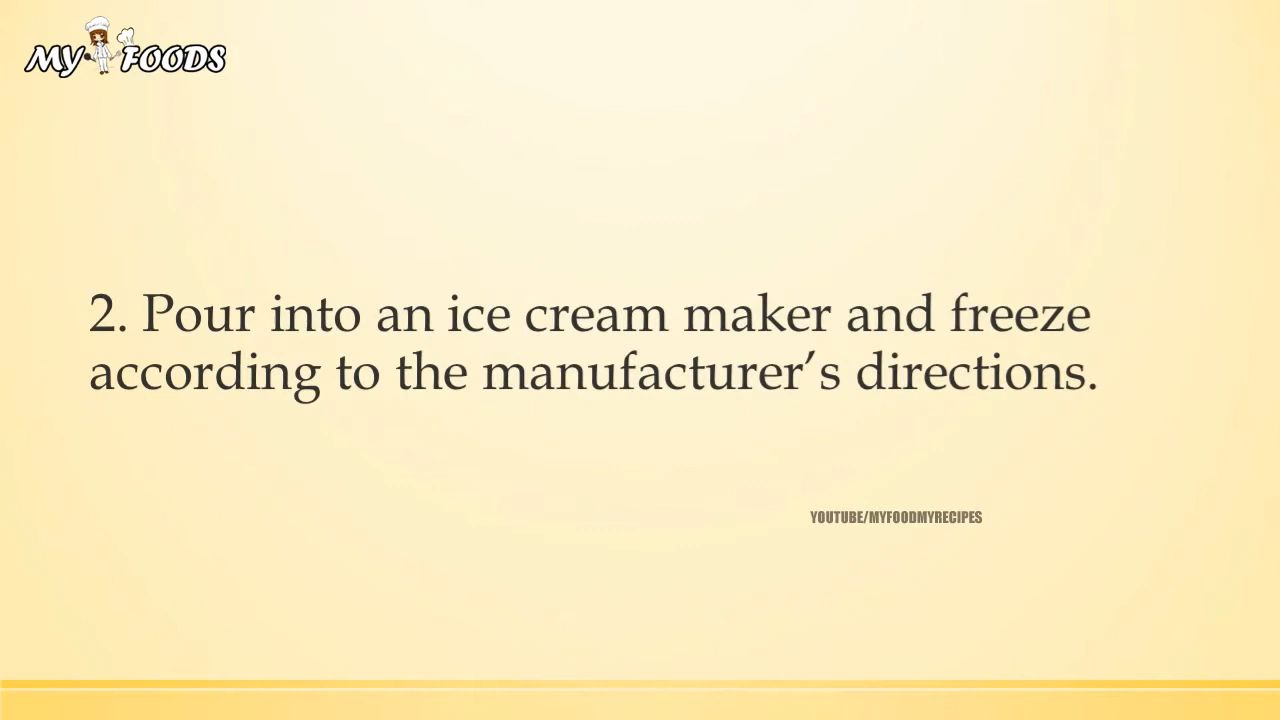 MY FOODS
2. Pour into an ice cream maker and freeze
according to the manufacturer’s directions.
YOUTUBE/MYFOODMYRECIPES